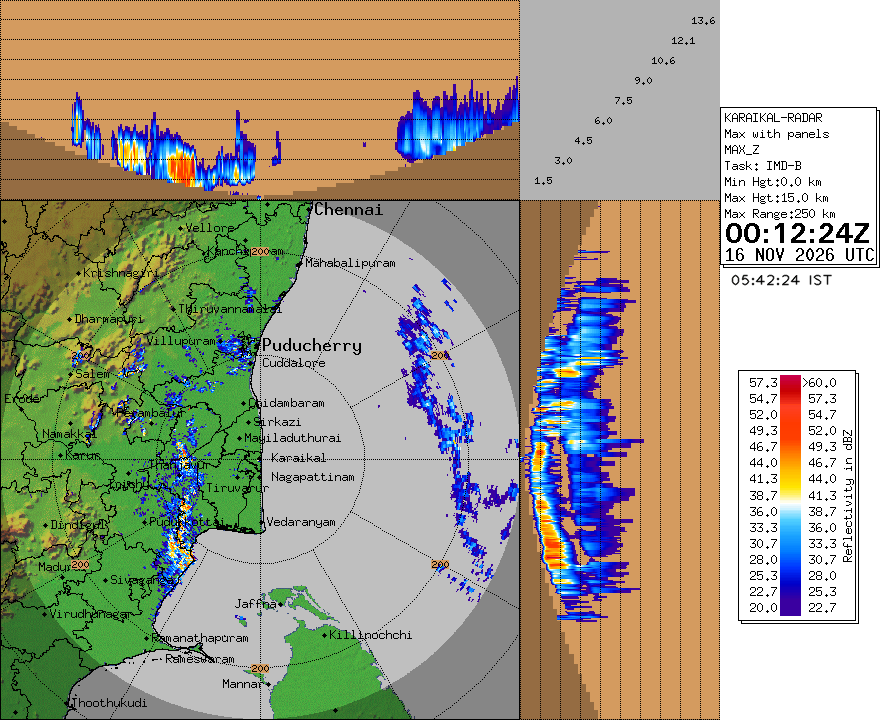 13.6
12.1
10.6
9.0
7.5
6.0
4.5
3.0
1.5
KARAIKAL-RADAR
Max with panels
MAX_Z
Task: IMD-B
Min Hgt:0.0 km
Max Hgt:15.0 km
Max Range:250 km
00:12:24Z
16 NOV 2026 UTC
05:42:24 IST
Chennai
Vellore
200
Mahabalipuram
Krishnagiri
Thiruvannamalai
Dharmapuri
Villupuram
Puducherry
200
200
Cuddalore
Salem
Erode
Chidambaram
Perambalur
Sirkazi
Namakkal
Mayiladuthurai
Karur
Karaikal
Thanjavur
Nagapattinam
Tiruvarur
Pudukkottai
Vedaranyam
Dindigul
Madurai
200
200
Sivaganga
Jaffna
Virudhunagar
Ramanathapuram
Killinochchi
Rameswaram
200
Mannar
Thoothukudi
57.3 >60.0
54.7 57.3
52.0 54.7
49.3 52.0
46.7 49.3
44.0 46.7
41.3 44.0
38.7 41.3
36.0 38.7
33.3 36.0
30.7 33.3
28.0 30.7
25.3 28.0
22.7 25.3
20.0 22.7
Reflectivity in dBZ